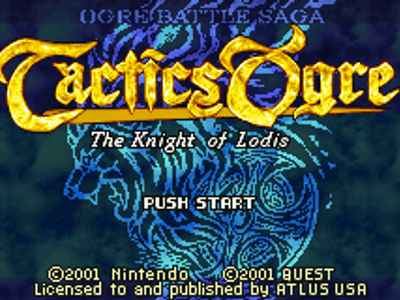 OGRE BATTLE SAGA
Tactics Ogre
The Knight of Lodis
PUSH START
©2001 Nintendo ©2001 QUEST
Licensed to and published by ATLUS USA